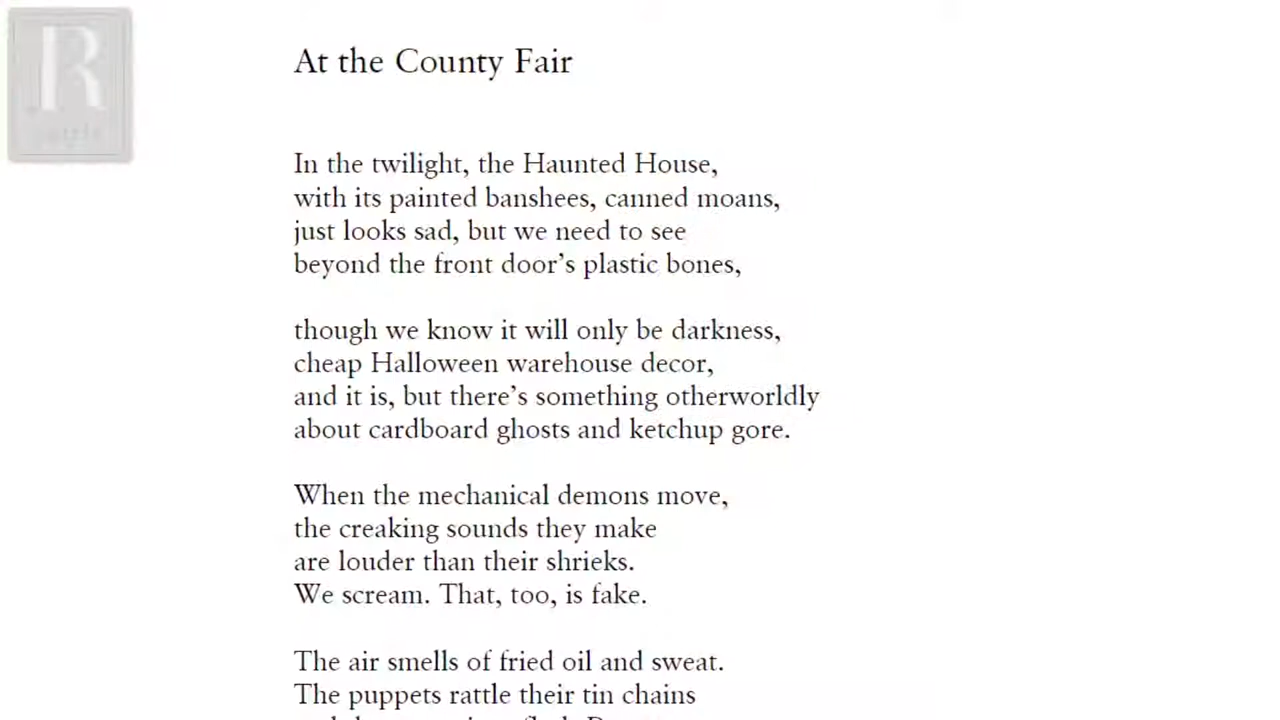 R
At the County Fair
In the twilight, the Haunted House,
with its painted banshees, canned moans,
just looks sad, but we need to see
beyond the front door's plastic bones,
though we know it will only be darkness,
cheap Halloween warehouse decor,
and it is, but there's something otherworldly
about cardboard ghosts and ketchup gore.
When the mechanical demons move,
the creaking sounds they make
are louder than their shrieks.
We scream. That, too, is fake.
The air smells of fried oil and sweat.
The puppets rattle their tin chains